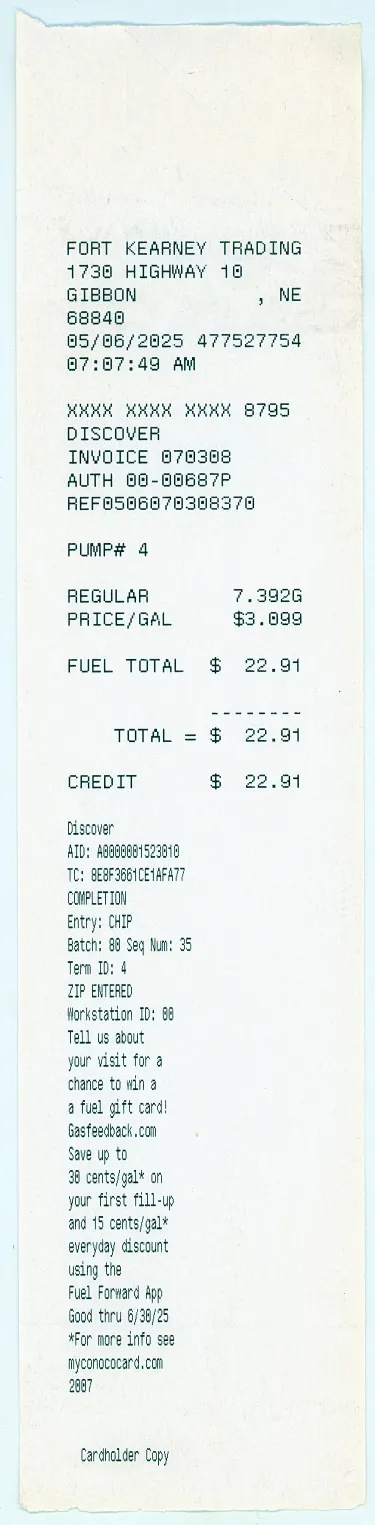 FORT KEARNEY TRADING
1730 HIGHWAY 10
GIBBON , NE
68840
05/06/2025 477527754
07:07:49 AM
XXXX XXXX XXXX 8795
DISCOVER
INVOICE 070308
AUTH 00-00687P
REF0506070308370
PUMP# 4
REGULAR 7.392G
PRICE/GAL $3.099
FUEL TOTAL $ 22.91
--------
TOTAL = $ 22.91
CREDIT $ 22.91
Discover
AID: A0000001523010
TC: 8E8F3661CE1AFA77
COMPLETION
Entry: CHIP
Batch: 80 Seq Num: 35
Term ID: 4
ZIP ENTERED
Workstation ID: 00
Tell us about
your visit for a
chance to win a
a fuel gift card!
Gasfeedback.com
Save up to
30 cents/gal* on
your first fill-up
and 15 cents/gal*
everyday discount
using the
Fuel Forward App
Good thru 6/30/25
*For more info see
myconococard.com
2007
Cardholder Copy